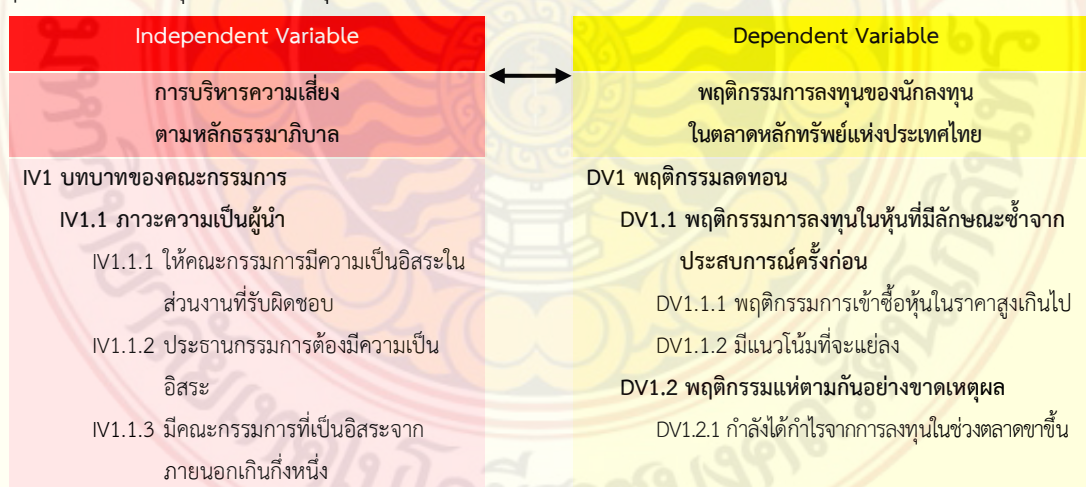 Independent Variable
Dependent Variable
การบริหารความเสี่ยง
ตามหลักธรรมาภิบาล
พฤติกรรมการลงทุนของนักลงทุน
ในตลาดหลักทรัพย์แห่งประเทศไทย
IV1 บทบาทของคณะกรรมการ
IV1.1 ภาวะความเป็นผู้นำ
IV1.1.1 ให้คณะกรรมการมีความเป็นอิสระใน
ส่วนงานที่รับผิดชอบ
IV1.1.2 ประธานกรรมการต้องมีความเป็น
อิสระ
IV1.1.3 มีคณะกรรมการที่เป็นอิสระจาก
ภายนอกเกินกึ่งหนึ่ง
DV1 พฤติกรรมลดทอน
DV1.1 พฤติกรรมการลงทุนในหุ้นที่มีลักษณะซ้ำจาก
ประสบการณ์ครั้งก่อน
DV1.1.1 พฤติกรรมการเข้าซื้อหุ้นในราคาสูงเกินไป
DV1.1.2 มีแนวโน้มที่จะแย่ลง
DV1.2 พฤติกรรมแห่ตามกันอย่างขาดเหตุผล
DV1.2.1 กำลังได้กำไรจากการลงทุนในช่วงตลาดขาขึ้น